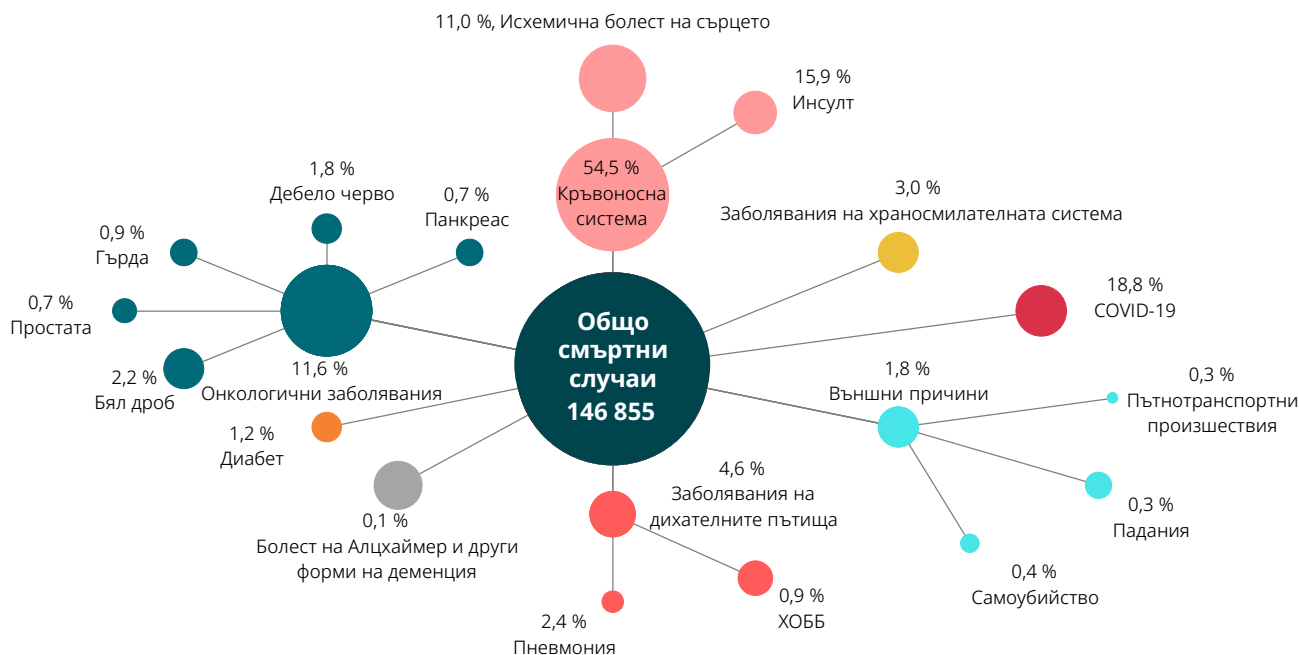 11,0 %, Исхемична болест на сърцето
15,9 %
Инсулт
54,5 %
Кръвоносна
система
1,8 %
Дебело черво
0,7 %
Панкреас
0,9 %
Гърда
0,7 %
Простата
2,2 %
Бял дроб
11,6 %
Онкологични заболявания
3,0 %
Заболявания на храносмилателната система
18,8 %
COVID-19
Общо
смъртни
случаи
146 855
1,8 %
Външни причини
0,3 %
Пътнотранспортни
произшествия
0,3 %
Падания
0,4 %
Самоубийство
1,2 %
Диабет
0,1 %
Болест на Алцхаймер и други
форми на деменция
4,6 %
Заболявания на
дихателните пътища
0,9 %
ХОББ
2,4 %
Пневмония